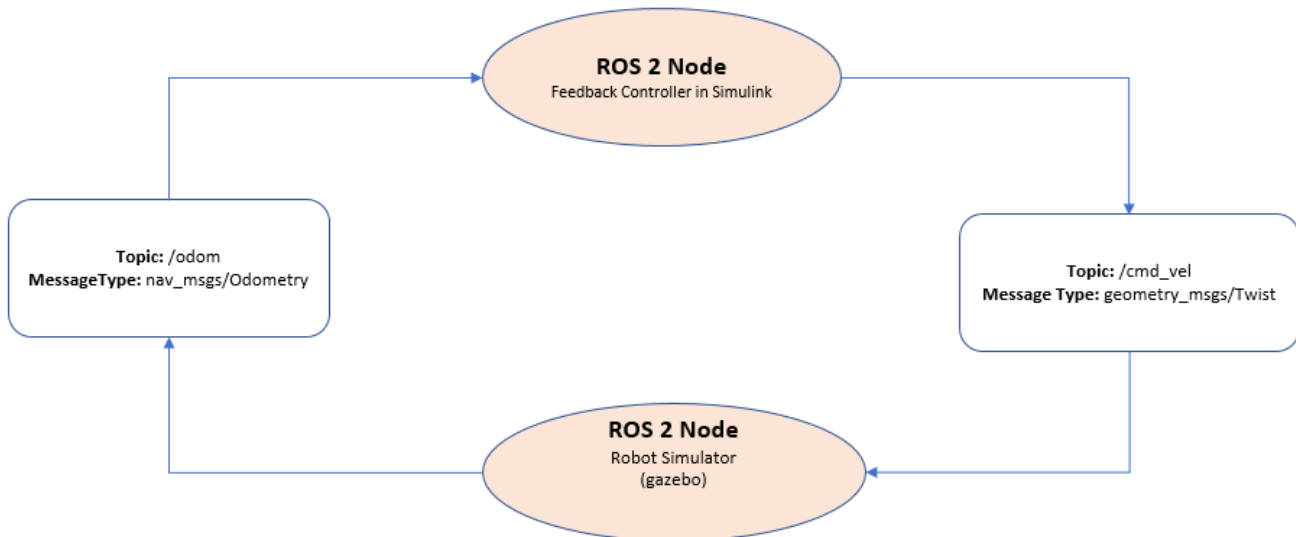 ROS 2 Node
Feedback Controller in Simulink
Topic: /odom
MessageType: nav_msgs/Odometry
Topic: /cmd_vel
Message Type: geometry_msgs/Twist
ROS 2 Node
Robot Simulator
(gazebo)